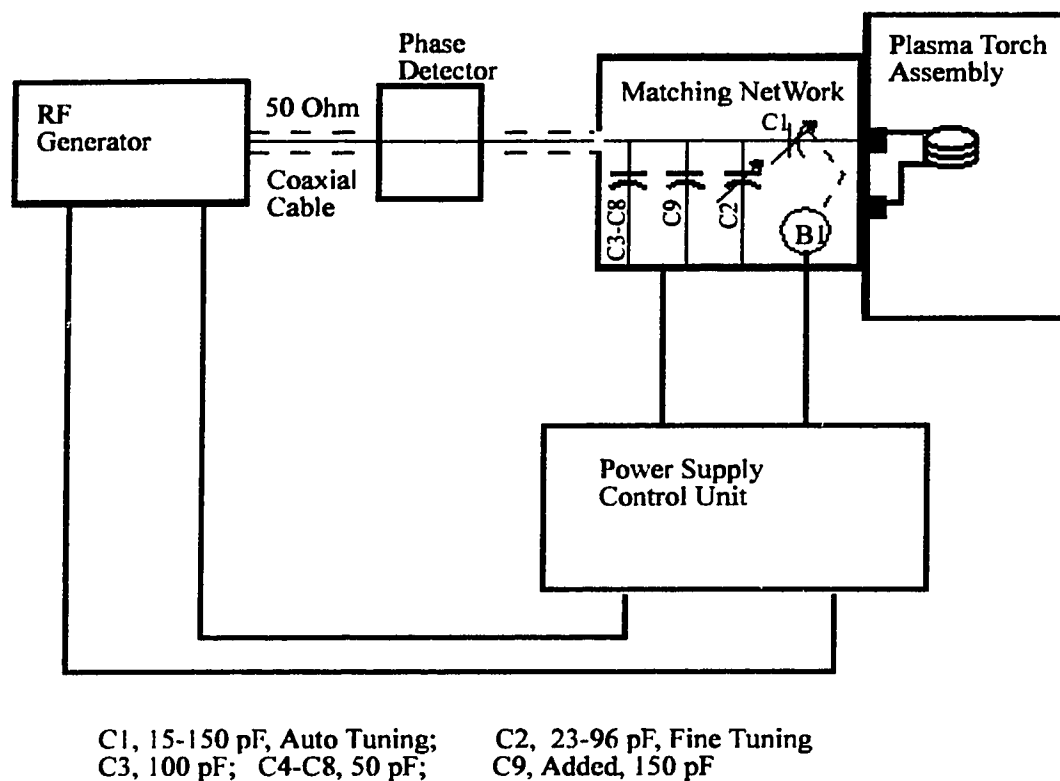 RF
Generator
50 Ohm
Coaxial
Cable
Phase
Detector
Matching NetWork
C1
C3-C8
C9
C2
B1
Plasma Torch
Assembly
Power Supply
Control Unit
C1, 15-150 pF, Auto Tuning; C2, 23-96 pF, Fine Tuning
C3, 100 pF; C4-C8, 50 pF; C9, Added, 150 pF